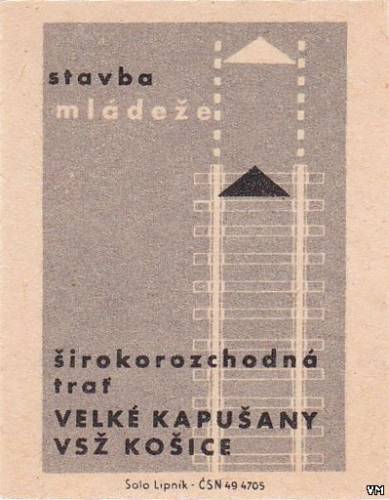 stavba
mládeže
širokorozchodná
trať
VELKÉ KAPUŠANY
VSŽ KOŠICE
Solo Lipník - ČSN 49 4705
VM